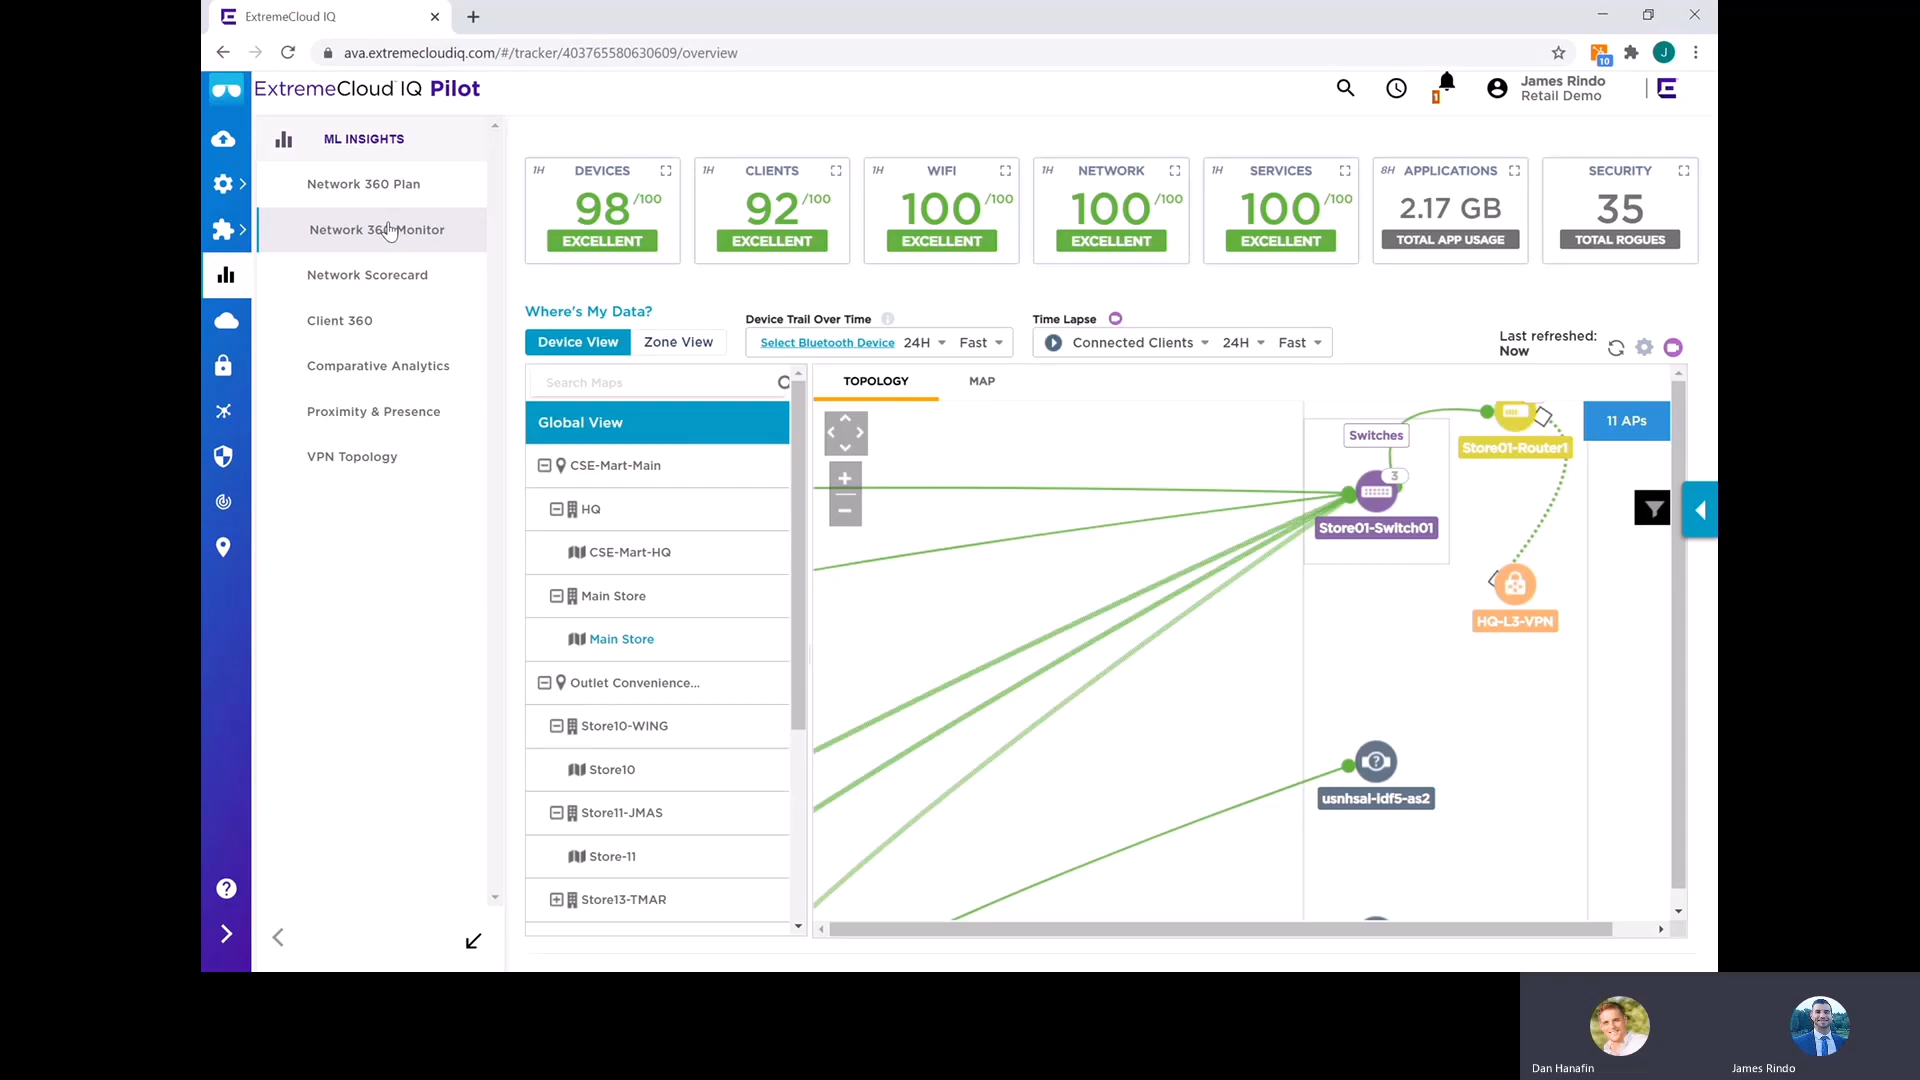 ExtremeCloud IQ
ava.extremecloudiq.com/#/tracker/403765580630609/overview
10
J
ExtremeCloud IQ Pilot
1
James Rindo
Retail Demo
ML INSIGHTS
Network 360 Plan
Network 360 Monitor
Network Scorecard
Client 360
Comparative Analytics
Proximity & Presence
VPN Topology
1H DEVICES
98/100
EXCELLENT
1H CLIENTS
92/100
EXCELLENT
1H WIFI
100/100
EXCELLENT
1H NETWORK
100/100
EXCELLENT
1H SERVICES
100/100
EXCELLENT
8H APPLICATIONS
2.17 GB
TOTAL APP USAGE
SECURITY
35
TOTAL ROGUES
Where's My Data?
Device View Zone View
Device Trail Over Time
Select Bluetooth Device 24H Fast
Time Lapse
Connected Clients 24H Fast
Last refreshed:
Now
Search Maps
Global View
CSE-Mart-Main
HQ
CSE-Mart-HQ
Main Store
Main Store
Outlet Convenience...
Store10-WING
Store10
Store11-JMAS
Store-11
Store13-TMAR
TOPOLOGY MAP
11 APs
Switches
3
Store01-Switch01
Store01-Router1
HQ-L3-VPN
usnhsal-idf5-as2
Dan Hanafin
James Rindo